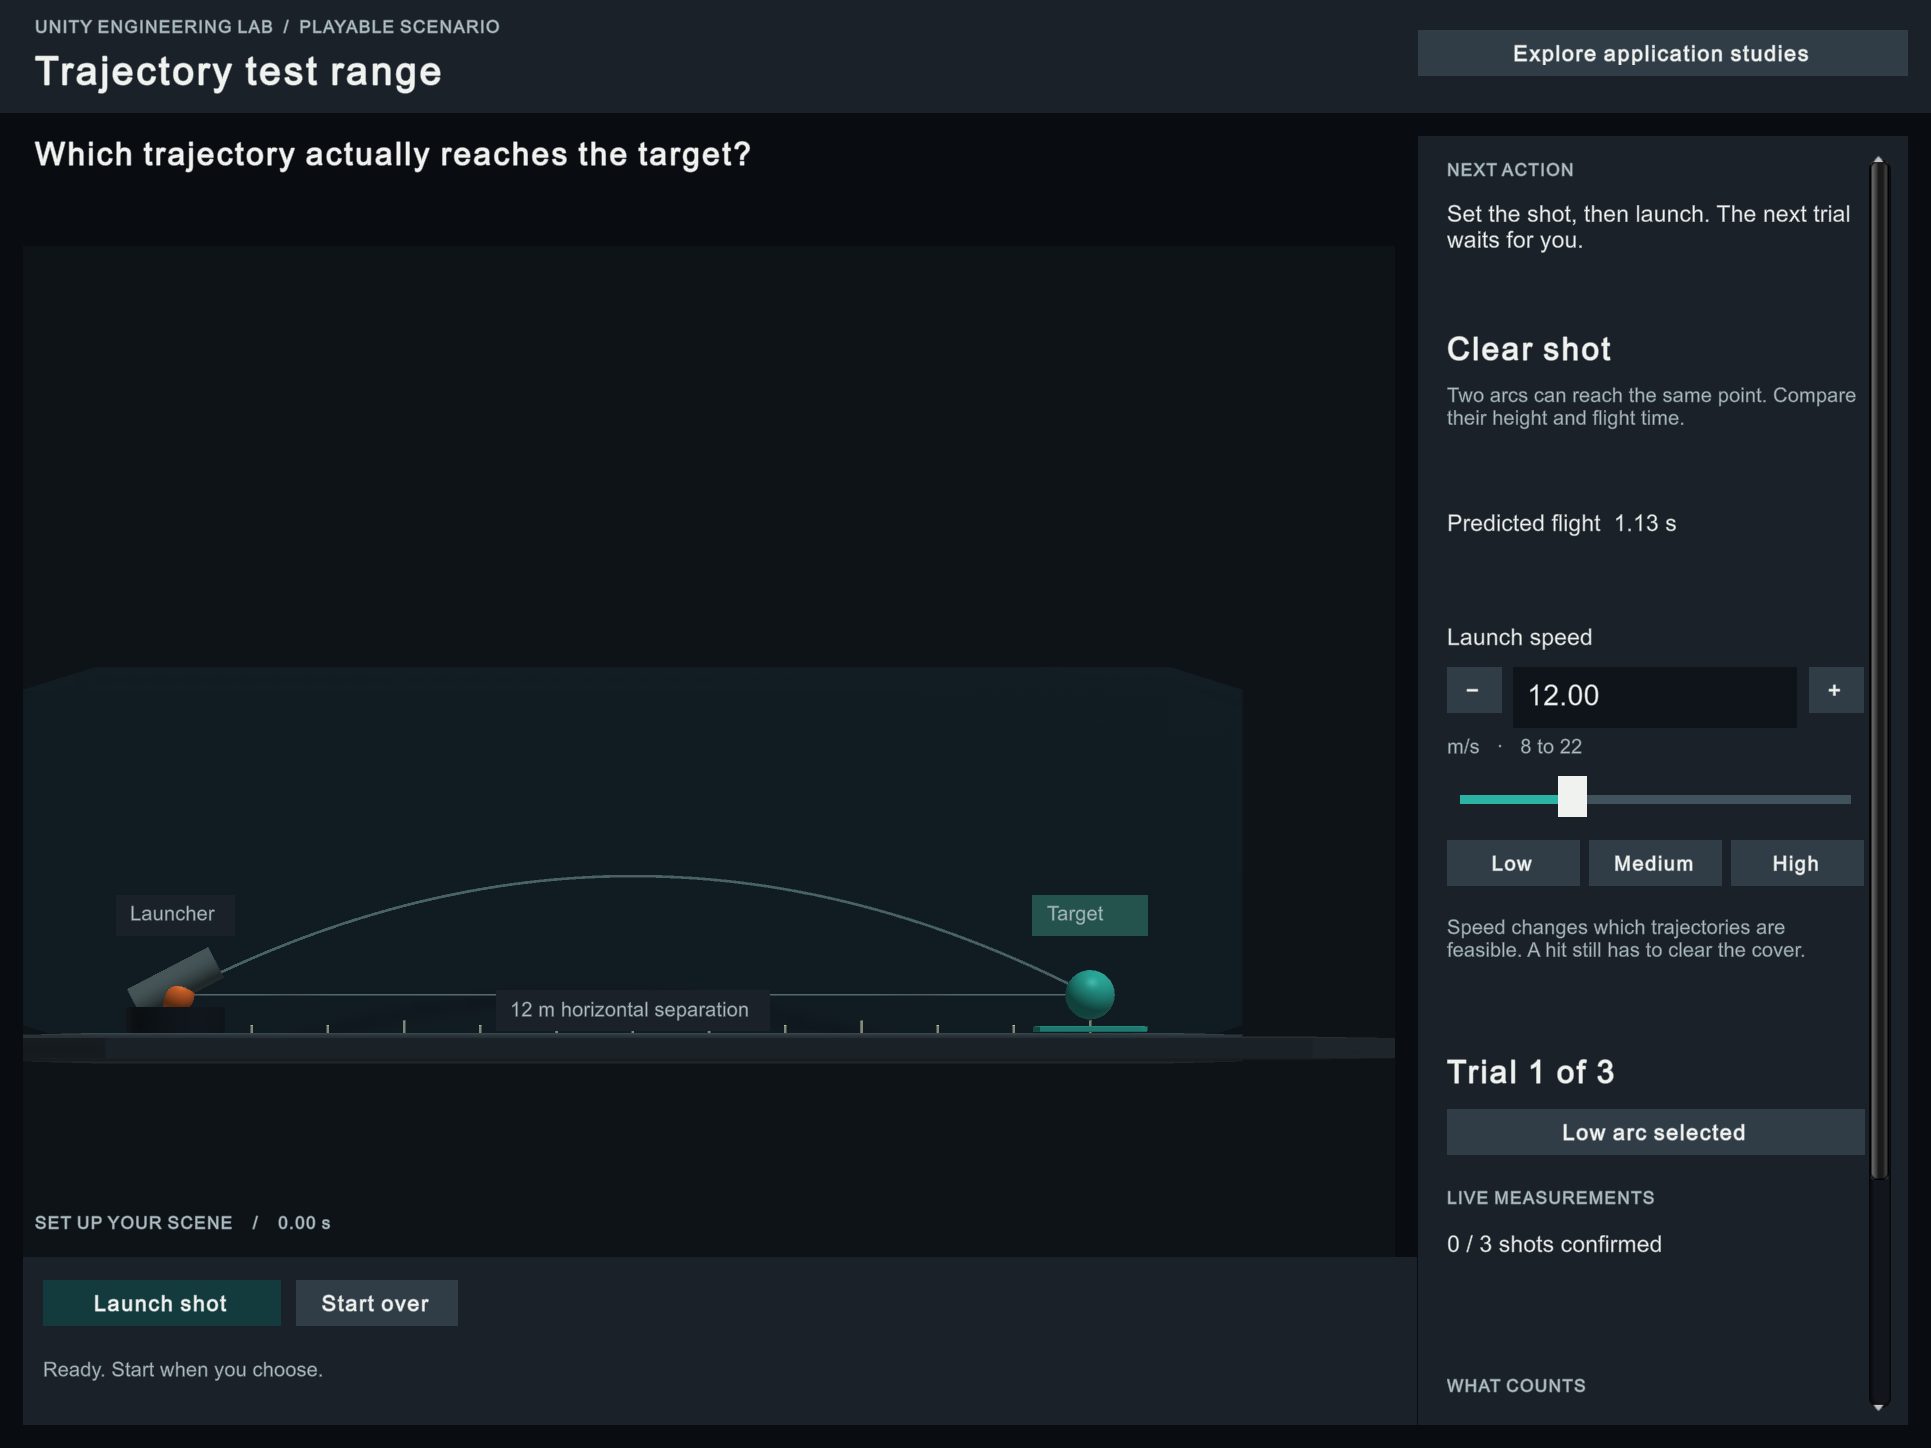 UNITY ENGINEERING LAB / PLAYABLE SCENARIO
Trajectory test range
Explore application studies
Which trajectory actually reaches the target?
Launcher
Target
12 m horizontal separation
SET UP YOUR SCENE / 0.00 s
Launch shot
Start over
Ready. Start when you choose.
NEXT ACTION
Set the shot, then launch. The next trial
waits for you.
Clear shot
Two arcs can reach the same point. Compare
their height and flight time.
Predicted flight 1.13 s
Launch speed
− 12.00 +
m/s · 8 to 22
Low Medium High
Speed changes which trajectories are
feasible. A hit still has to clear the cover.
Trial 1 of 3
Low arc selected
LIVE MEASUREMENTS
0 / 3 shots confirmed
WHAT COUNTS